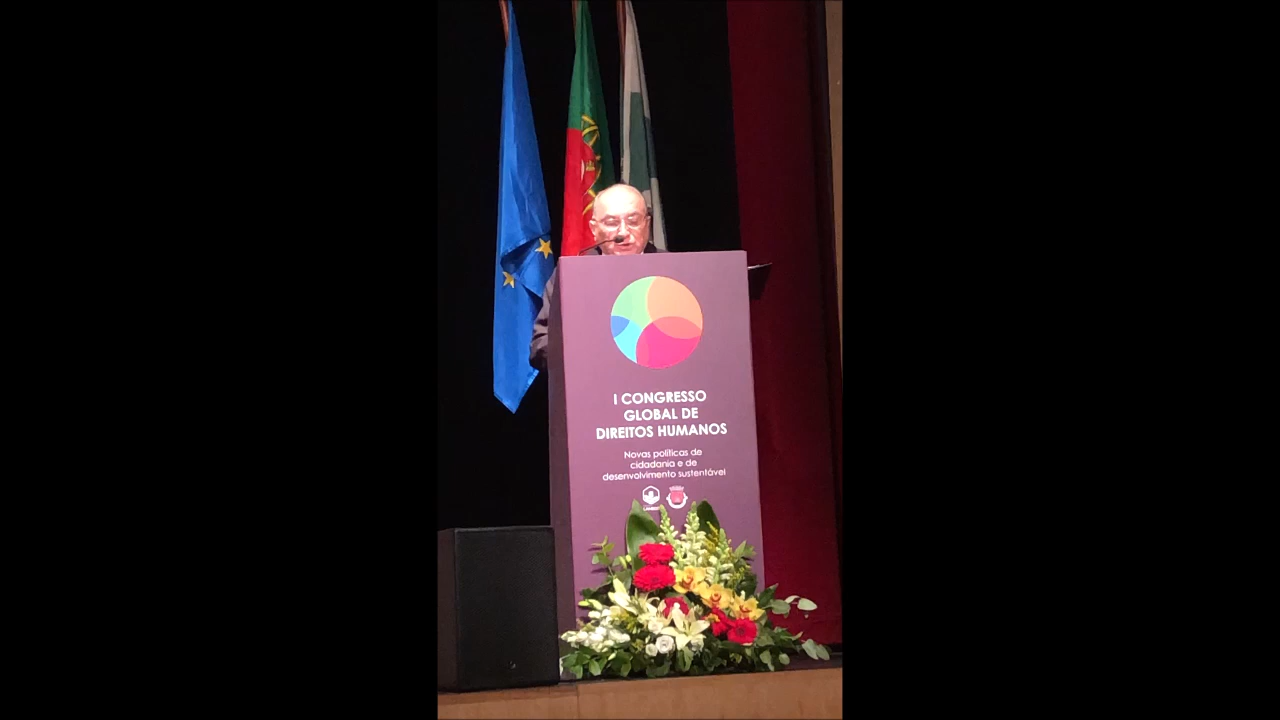 I CONGRESSO
GLOBAL DE
DIREITOS HUMANOS
Novas políticas de
cidadania e de
desenvolvimento sustentável